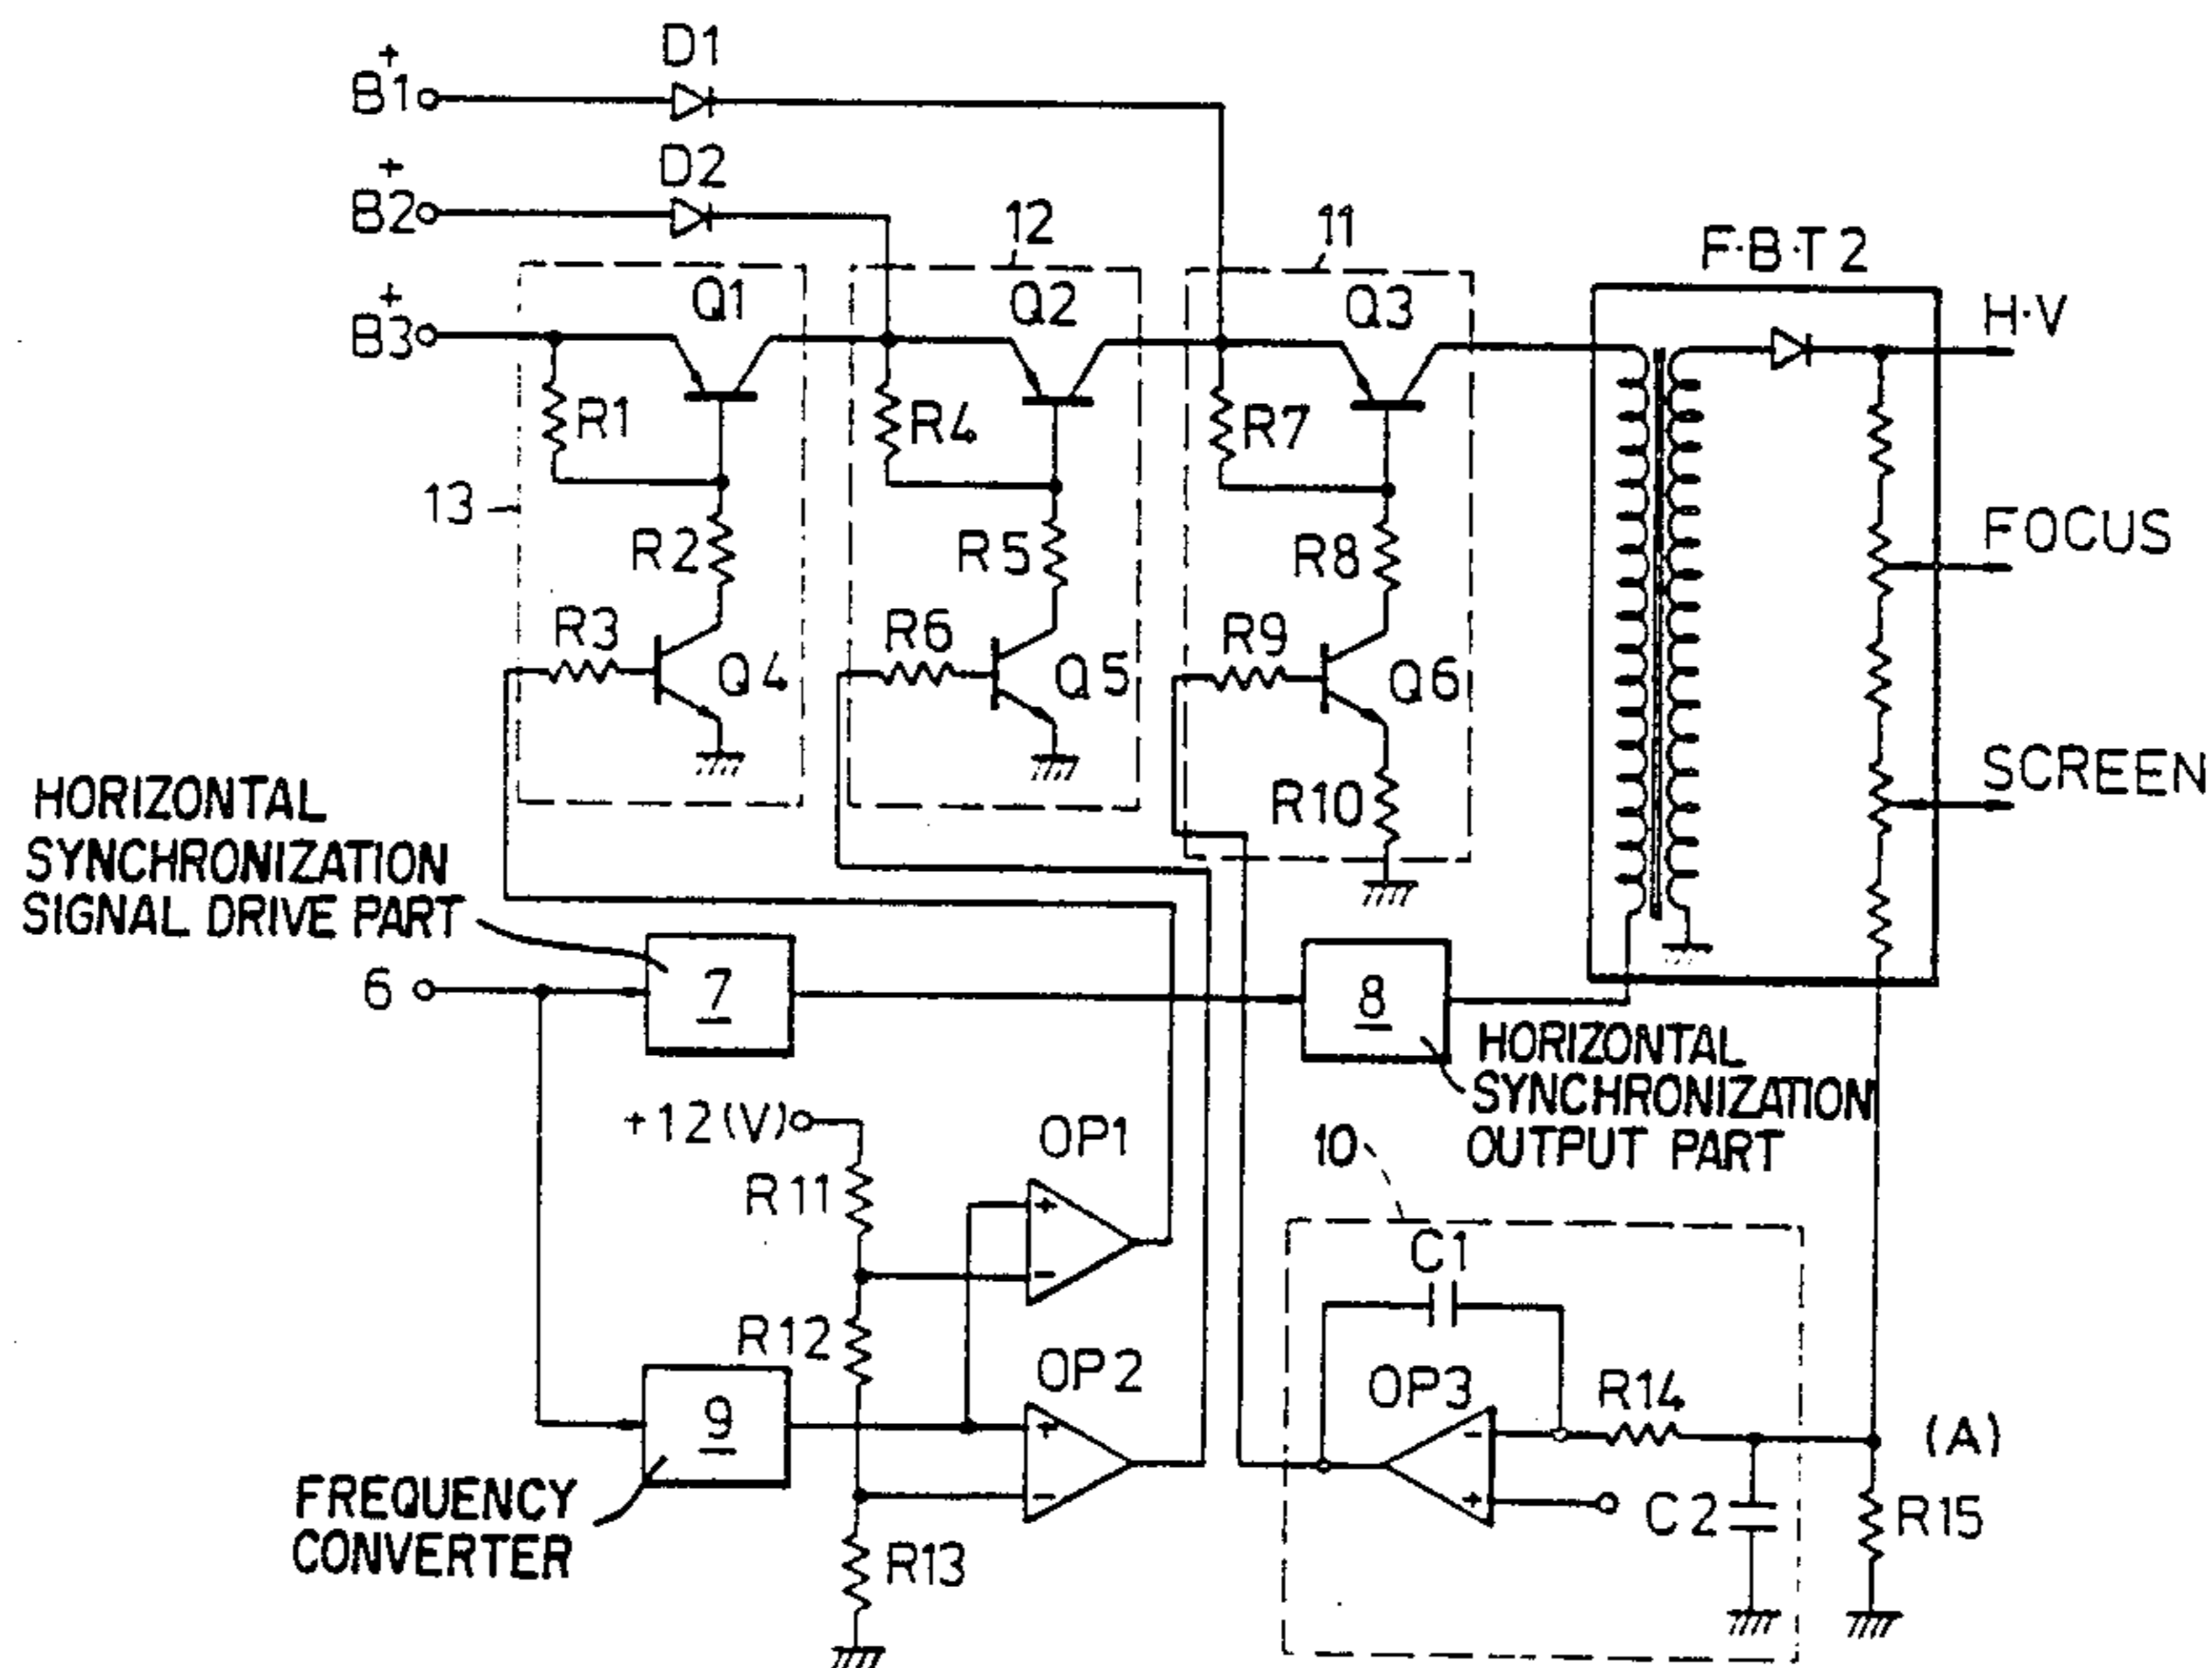 D1
+
B1
D2
+
B2
12
11
F·B·T2
+
B3
Q1
Q2
Q3
H·V
R1
R4
R7
13
R2
R5
R8
FOCUS
R3
Q4
R6
Q5
R9
Q6
R10
SCREEN
HORIZONTAL
SYNCHRONIZATION
SIGNAL DRIVE PART
6
7
8
HORIZONTAL
SYNCHRONIZATION
OUTPUT PART
+12(V)
OP1
10
R11
+
−
C1
R12
OP2
OP3
R14
9
+
−
−
+
(A)
FREQUENCY
CONVERTER
R13
C2
R15